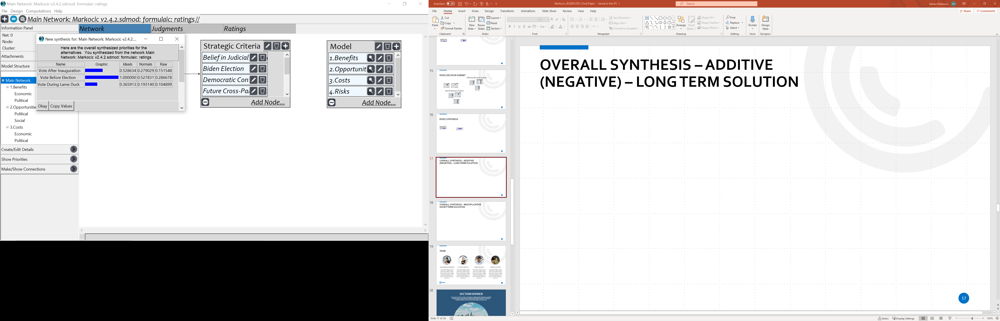 Main Network: Markocic v2.4.2.sdmod: formulaic: ratings
File Design Computations Help
Main Network: Markocic v2.4.2.sdmod: formulaic: ratings//
Information Panel
Net: 0
Node:
Cluster:
Attachments
Model Structure
Main Network
1.Benefits
Economic
Political
2.Opportunitie
Political
Social
3.Costs
Economic
Political
Create/Edit Details
Show Priorities
Make/Show Connections
Network Judgments Ratings
New synthesis for: Main Network: Markocic v2.4.2....
Here are the overall synthesized priorities for the
alternatives. You synthesized from the network Main
Network: Markocic v2.4.2.sdmod: formulaic: ratings
Name Graphic Ideals Normals Raw
Vote After Inauguration 0.528634 0.279029 0.151548
Vote Before Election 1.000000 0.527831 0.286678
Vote During Lame Duck 0.365913 0.193140 0.104899
Okay Copy Values
Strategic Criteria
Belief in Judicial
Biden Election
Democratic Con
Future Cross-Pa
Add Node...
Model
1.Benefits
2.Opportunit
3.Costs
4.Risks
Add Node...
AutoSave Off
Markocic_BQOM 2521_Final Paper - Saved to this PC
Search
Adrian Markocic AM
File Home Insert Draw Design Transitions Animations Slide Show Review View Help
Share Comments
Paste
Cut
Copy
Format Painter
Clipboard
New Slide
Reuse Slides
Layout
Reset
Section
Slides
32
Font
Text Direction
Align Text
Convert to SmartArt
Paragraph
Arrange
Quick Styles
Shape Fill
Shape Outline
Shape Effects
Drawing
Find
Replace
Select
Editing
Dictate
Voice
Design Ideas
Designer
15
RISKS DECISION SUBNET
Political Decision Subnet
Social Decision Subnet
16
RISKS SYNTHESIS
17
OVERALL SYNTHESIS – ADDITIVE
(NEGATIVE) – LONG TERM SOLUTION
18
OVERALL SYNTHESIS – MULTIPLICATIVE
SHORT TERM SOLUTION
19
TEAM
20
SECTION DIVIDER
OVERALL SYNTHESIS – ADDITIVE
(NEGATIVE) – LONG TERM SOLUTION
17
Slide 17 of 26
Notes Display Settings 169%